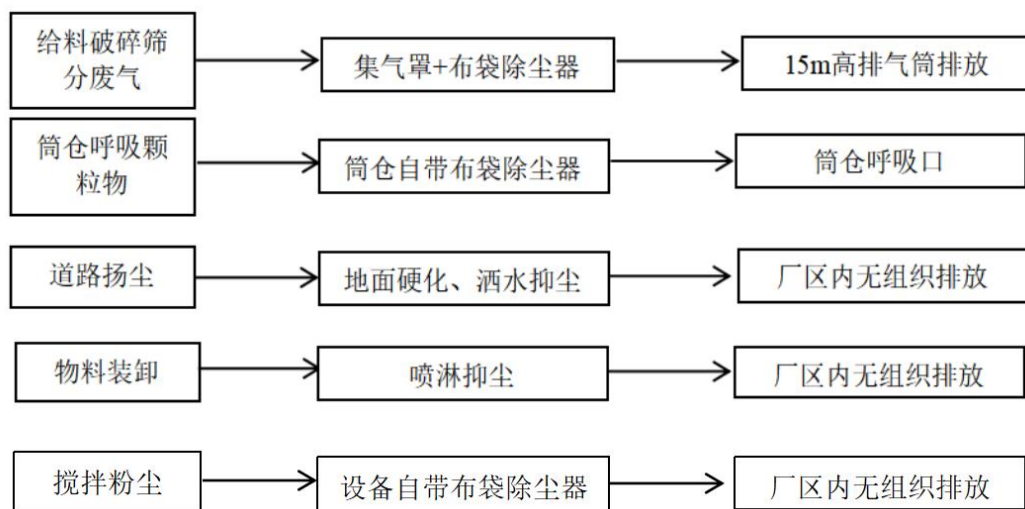 给料破碎筛
分废气
集气罩+布袋除尘器
15m高排气筒排放
筒仓呼吸颗
粒物
筒仓自带布袋除尘器
筒仓呼吸口
道路扬尘
地面硬化、洒水抑尘
厂区内无组织排放
物料装卸
喷淋抑尘
厂区内无组织排放
搅拌粉尘
设备自带布袋除尘器
厂区内无组织排放